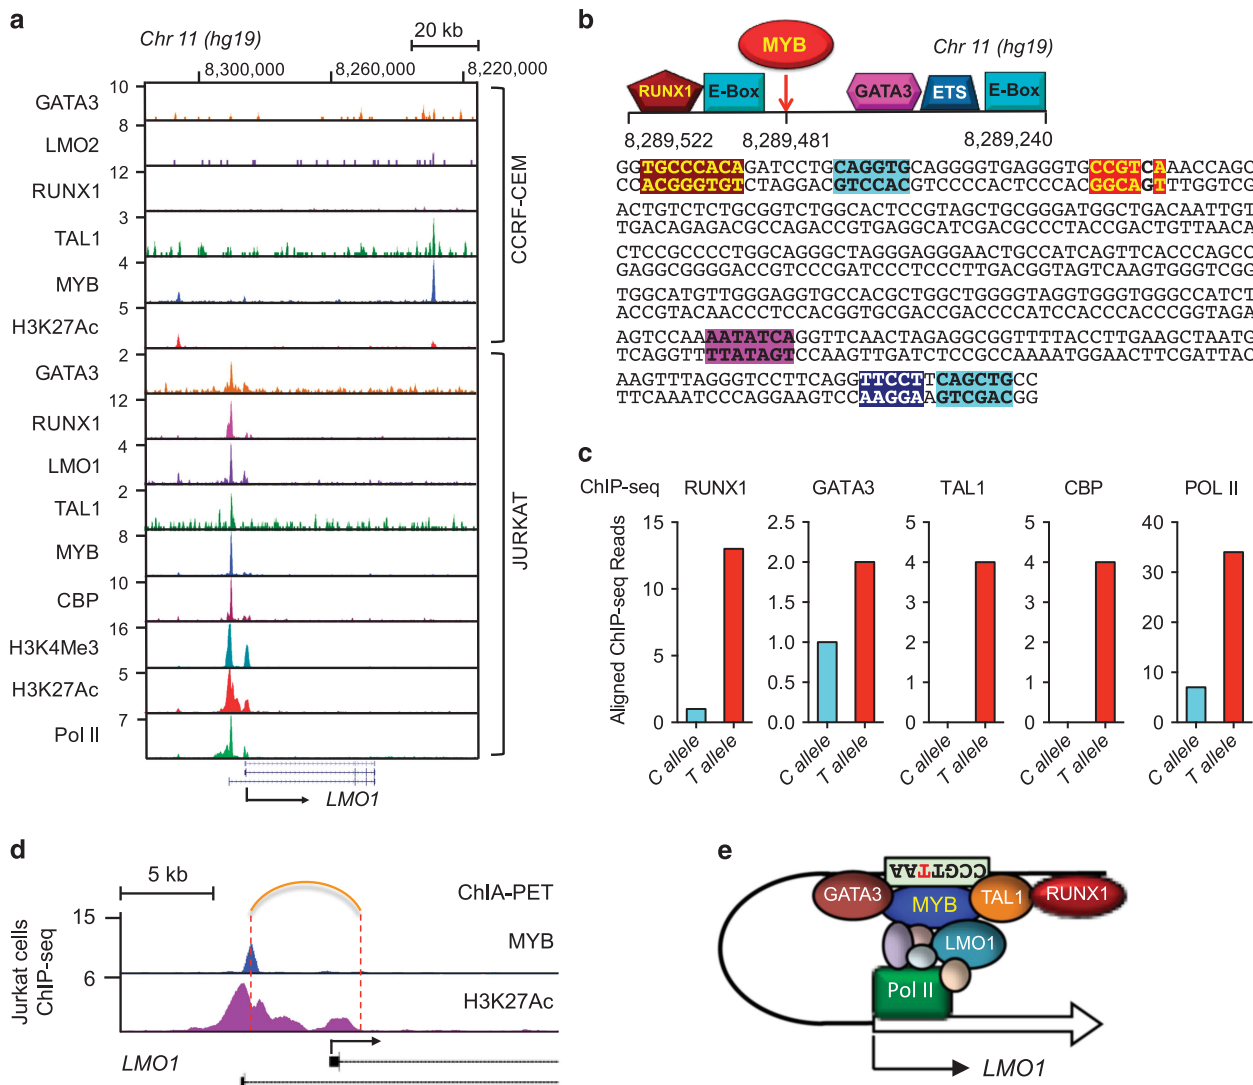 a
Chr 11 (hg19)
20 kb
8,300,000 8,260,000 8,220,000
10
GATA3
8
LMO2
12
RUNX1
3
TAL1
4
MYB
5
H3K27Ac
CCRF-CEM
2
GATA3
12
RUNX1
4
LMO1
2
TAL1
8
MYB
10
CBP
16
H3K4Me3
5
H3K27Ac
7
Pol II
JURKAT
LMO1
b
MYB
Chr 11 (hg19)
RUNX1 E-Box GATA3 ETS E-Box
8,289,522 8,289,481 8,289,240
GGTGCCCACAGATCCTGCAGGTGCAGGGGTGAGGGTGCCGTCAAACCAGC
CCACGGGTGTCTAGGACGTCCACGTCCCCACTCCCACGGCAGTTTGGTCG
ACTGTCTCTGCGGTCTGGCACTCCGTAGCTGCGGGATGGCTGACAATTGT
TGACAGAGACGCCAGACCGTGAGGCATCGACGCCCTACCGACTGTTAACA
CTCCGCCCCTGGCAGGGCTAGGGAGGGAACTGCCATCAGTTCACCCAGCC
GAGGCGGGGACCGTCCCGATCCCTCCCTTGACGGTAGTCAAGTGGGTCGG
TGGCATGTTGGGAGGTGCCACGCTGGCTGGGGTAGGTGGGTGGGCCATCT
ACCGTACAACCCTCCACGGTGCGACCGACCCCATCCACCCACCCGGTAGA
AGTCCAAAATATCAGGTTCAACTAGAGGCGGTTTTACCTTGAAGCTAATG
TCAGGTTTTATAGTCCAAGTTGATCTCCGCCAAAATGGAACTTCGATTAC
AAGTTTAGGGTCCTTCAGGTTCCTTCAGCTGCC
TTCAAATCCCAGGAAGTCCAAGGAAGTCGACGG
c
ChIP-seq RUNX1 GATA3 TAL1 CBP POL II
Aligned ChIP-seq Reads
15 2.5 5 5 40
2.0 4 4
10 30
1.5 3 3
20
1.0 2 2
5
10
0.5 1 1
0 0.0 0 0 0
C allele T allele C allele T allele C allele T allele C allele T allele C allele T allele
d
5 kb
ChIA-PET
Jurkat cells
ChIP-seq
15
MYB
6
H3K27Ac
LMO1
e
CCGTTAA
GATA3 MYB TAL1 RUNX1
LMO1
Pol II
LMO1